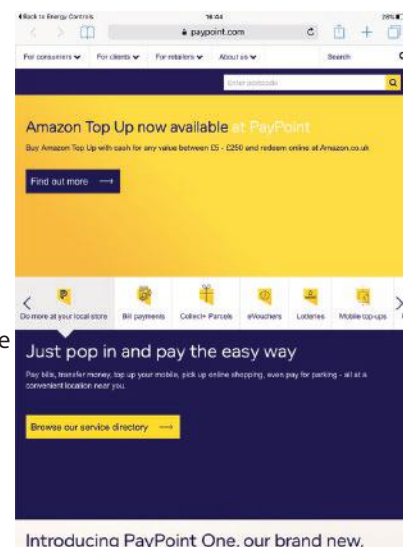 Back to Energy Controls 16:44 28%
paypoint.com
For consumers For clients For retailers About us Search
Enter postcode
Amazon Top Up now available at PayPoint
Buy Amazon Top Up with cash for any value between £5 - £250 and redeem online at Amazon.co.uk
Find out more
Do more at your local store Bill payments Collect+ Parcels eVouchers Lotteries Mobile top-ups
e
Just pop in and pay the easy way
Pay bills, transfer money, top up your mobile, pick up online shopping, even pay for parking - all at a
convenient location near you.
Browse our service directory
Introducing PayPoint One, our brand new,